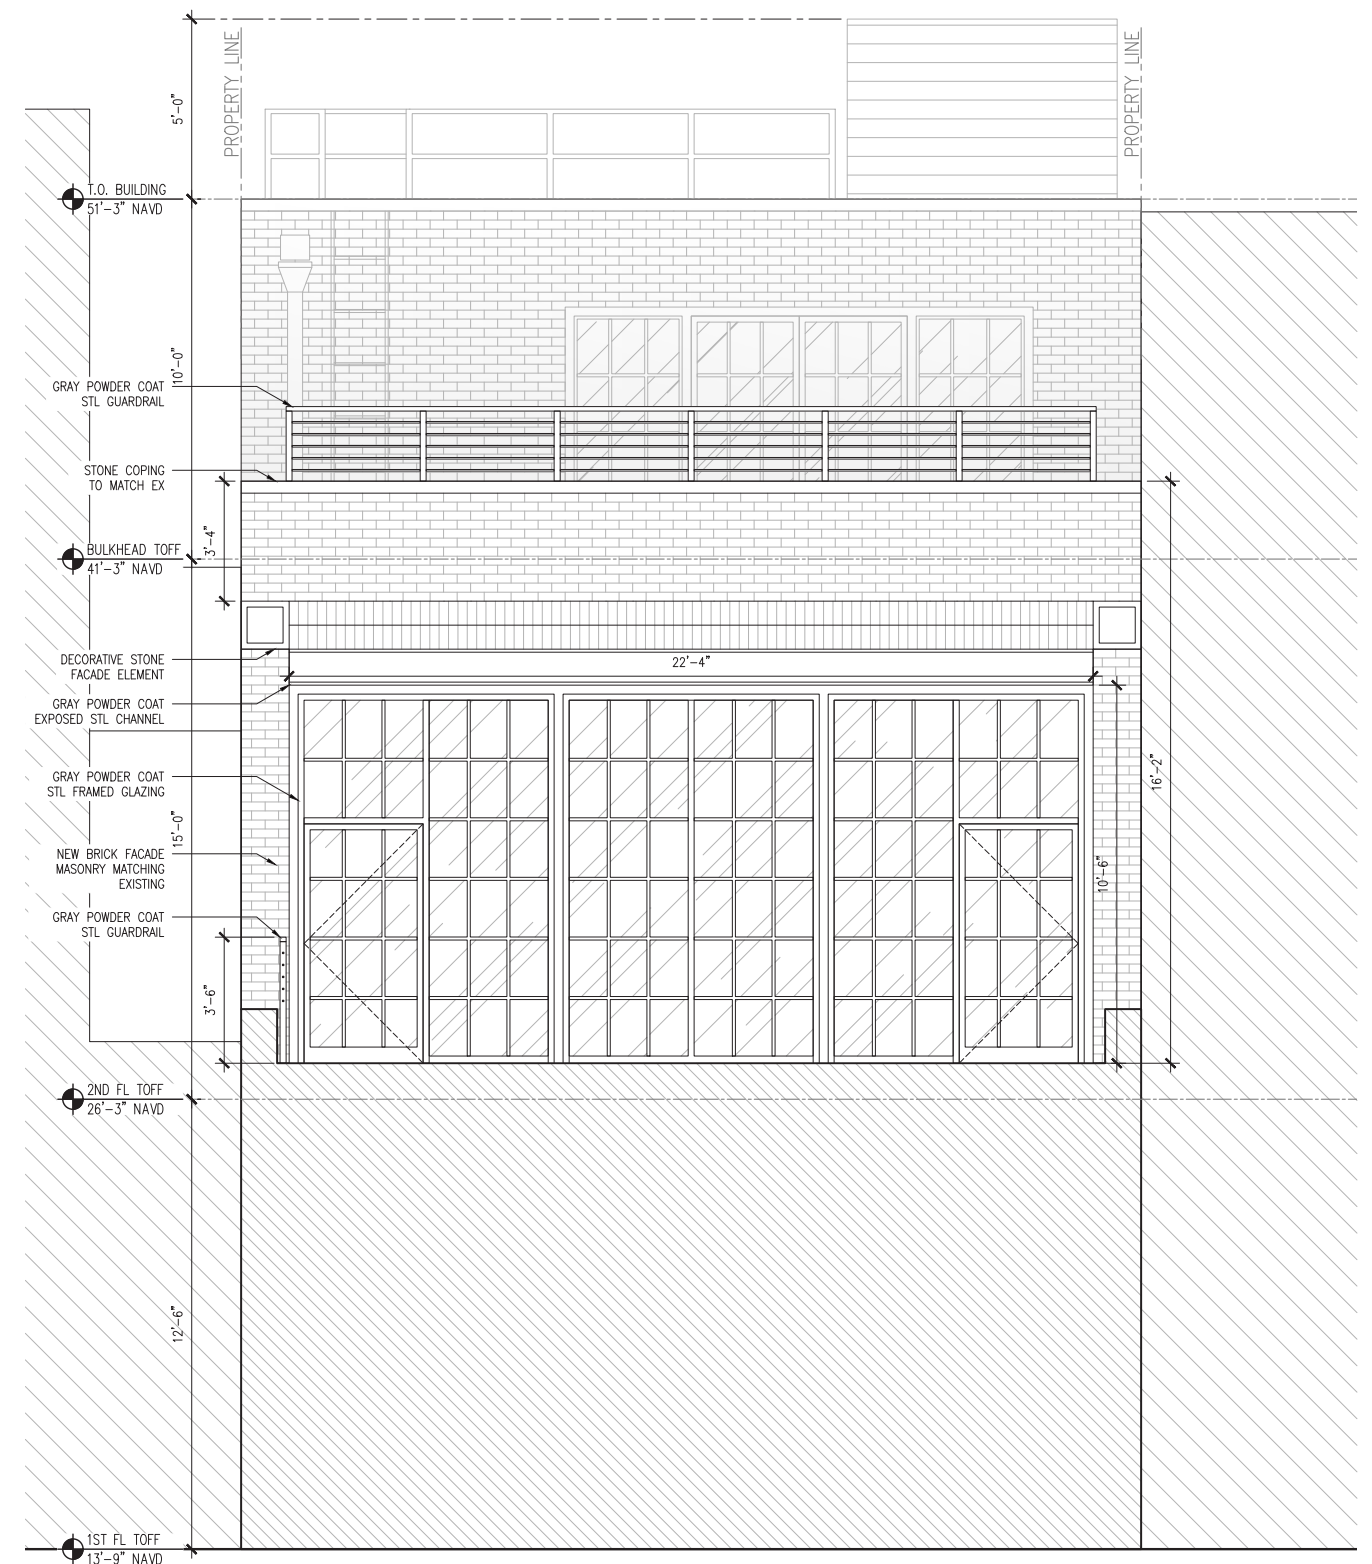 PROPERTY LINE
PROPERTY LINE
5'-0"
T.O. BUILDING
51'-3" NAVD
10'-0"
GRAY POWDER COAT
STL GUARDRAIL
STONE COPING
TO MATCH EX
3'-4"
BULKHEAD TOFF
41'-3" NAVD
DECORATIVE STONE
FACADE ELEMENT
22'-4"
GRAY POWDER COAT
EXPOSED STL CHANNEL
GRAY POWDER COAT
STL FRAMED GLAZING
16'-2"
15'-0"
NEW BRICK FACADE
MASONRY MATCHING
EXISTING
10'-6"
GRAY POWDER COAT
STL GUARDRAIL
3'-6"
2ND FL TOFF
26'-3" NAVD
12'-6"
1ST FL TOFF
13'-9" NAVD